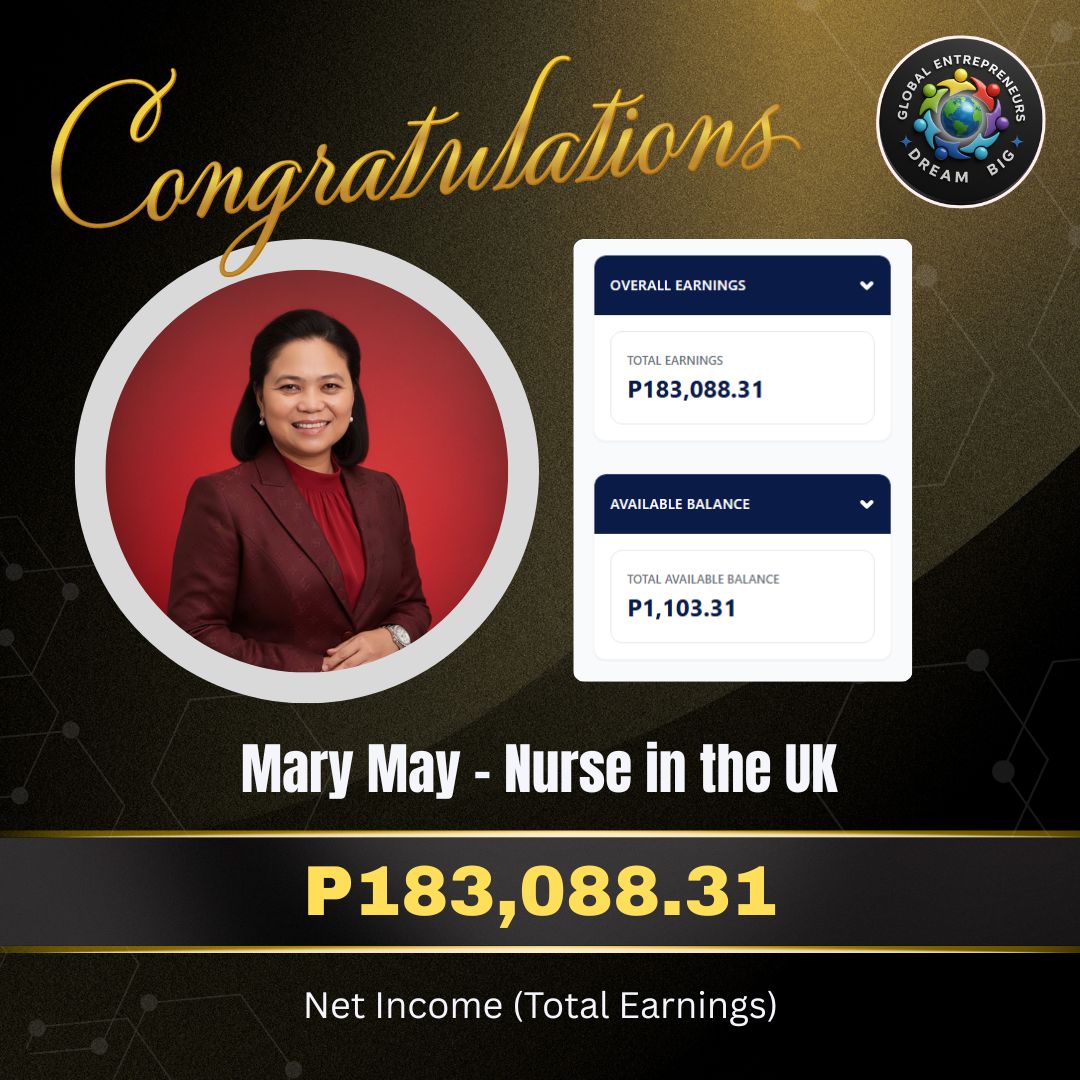 Congratulations
GLOBAL ENTREPRENEURS
DREAM BIG
OVERALL EARNINGS
TOTAL EARNINGS
P183,088.31
AVAILABLE BALANCE
TOTAL AVAILABLE BALANCE
P1,103.31
Mary May - Nurse in the UK
P183,088.31
Net Income (Total Earnings)